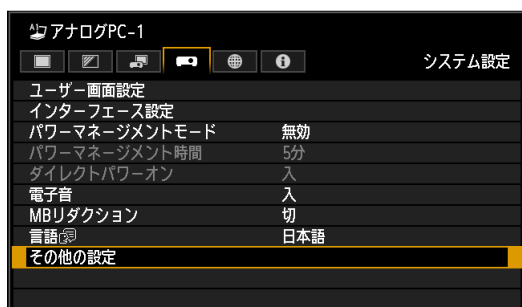 アナログPC-1
システム設定
ユーザー画面設定
インターフェース設定
パワーマネージメントモード 無効
パワーマネージメント時間 5分
ダイレクトパワーオン 入
電子音 入
MBリダクション 切
言語 日本語
その他の設定